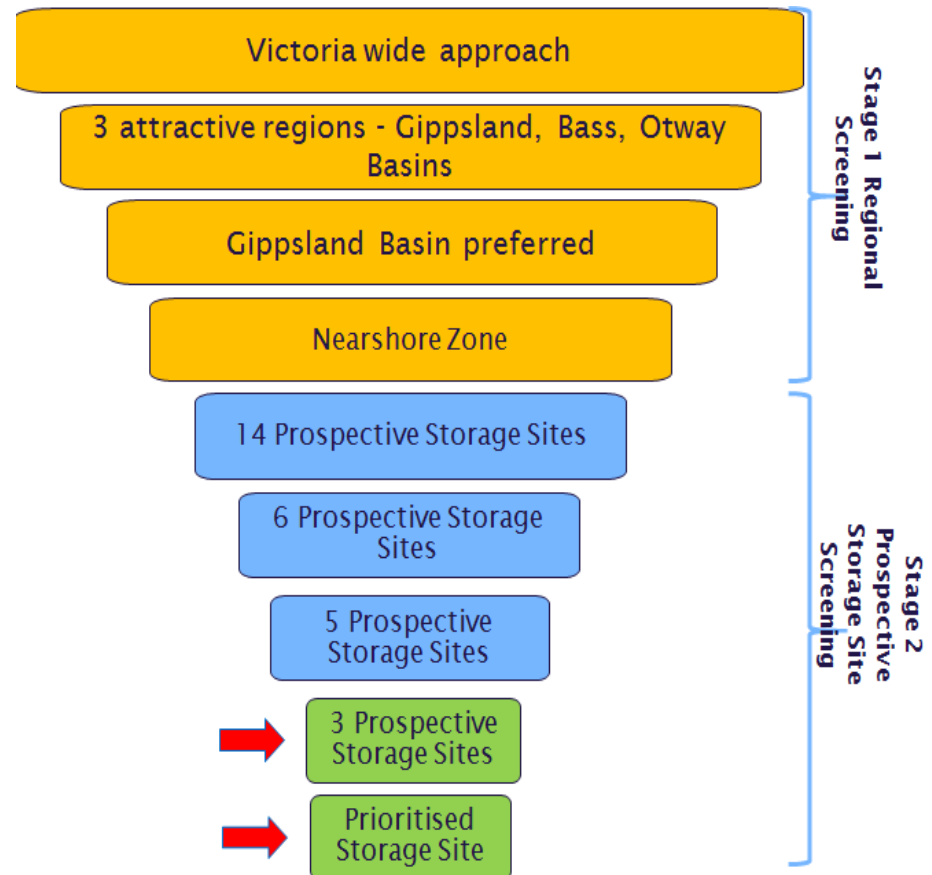 Victoria wide approach
3 attractive regions - Gippsland, Bass, Otway
Basins
Gippsland Basin preferred
Nearshore Zone
Stage 1 Regional
Screening
14 Prospective Storage Sites
6 Prospective Storage
Sites
5 Prospective
Storage Sites
3 Prospective
Storage Sites
Prioritised
Storage Site
Stage 2
Prospective
Storage Site
Screening